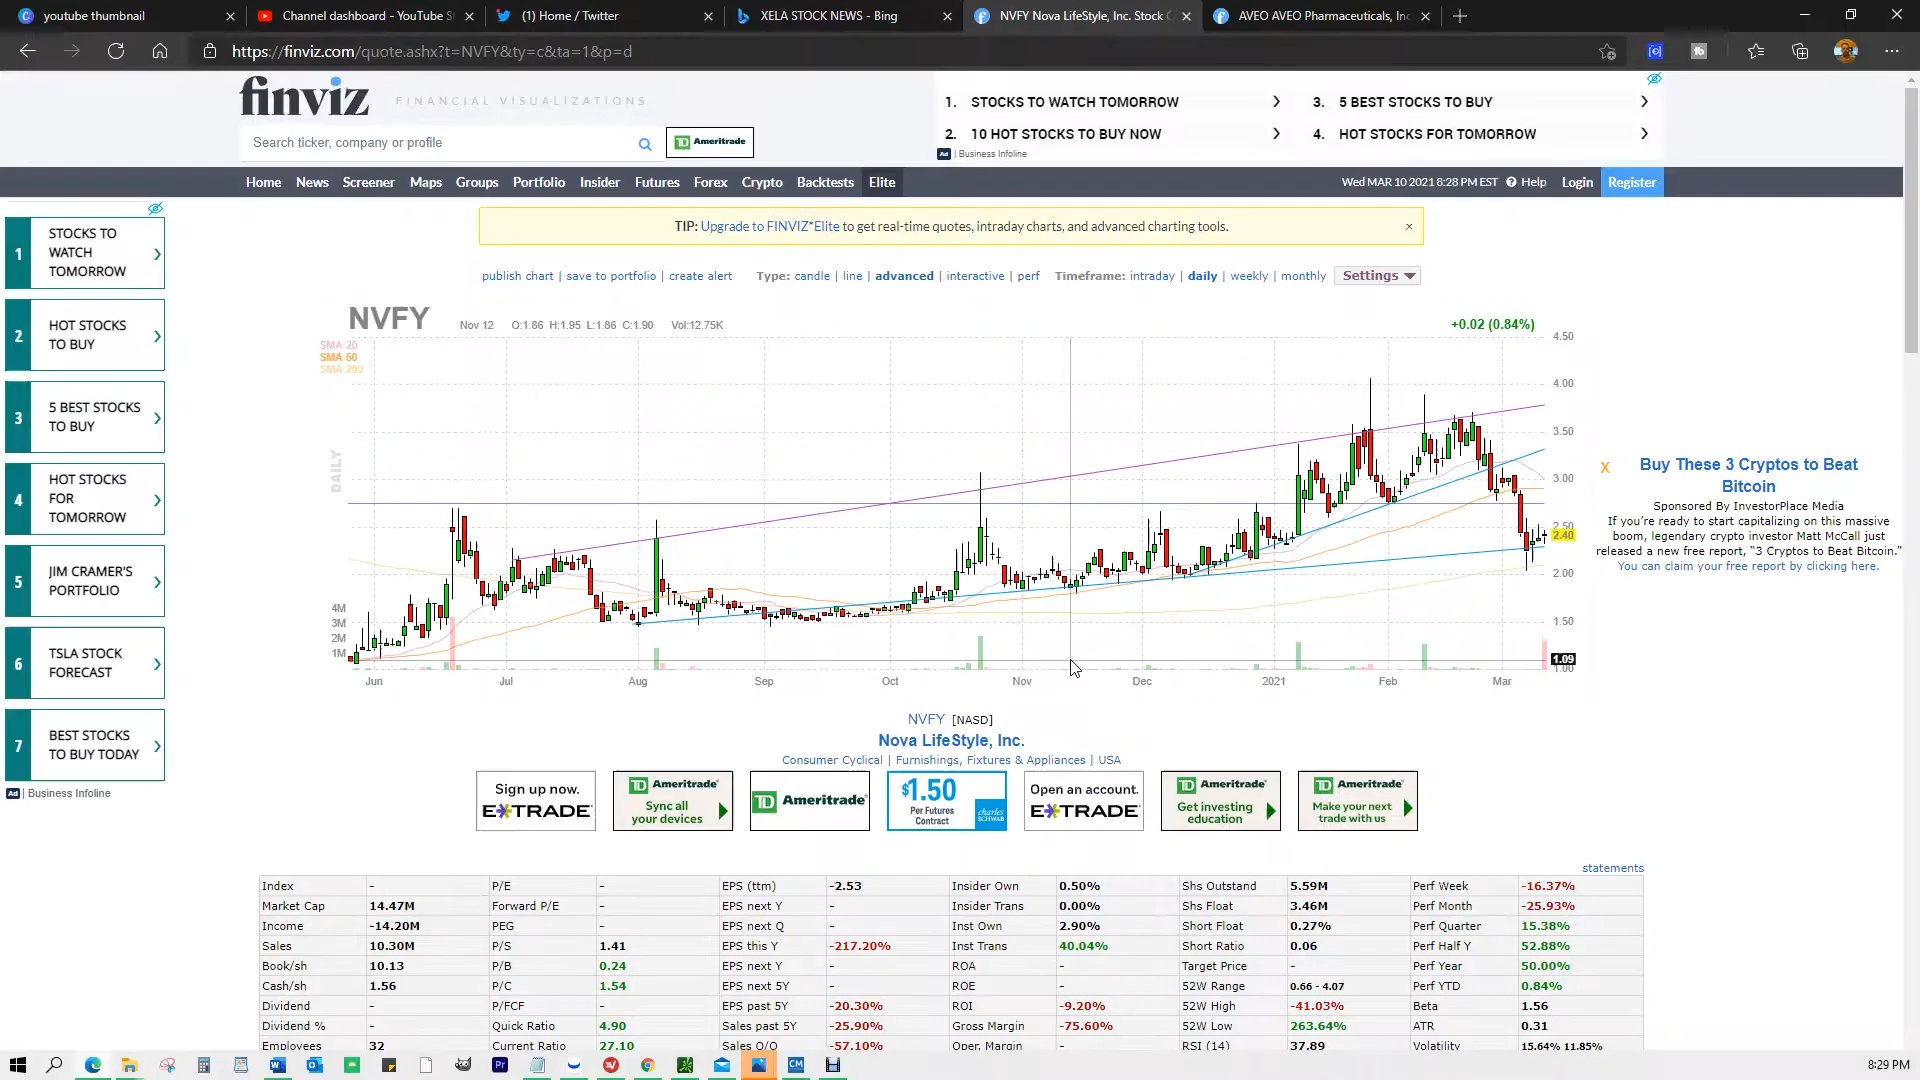 youtube thumbnail
Channel dashboard - YouTube S
(1) Home / Twitter
XELA STOCK NEWS - Bing
NVFY Nova LifeStyle, Inc. Stock
AVEO AVEO Pharmaceuticals, Inc
https://finviz.com/quote.ashx?t=NVFY&ty=c&ta=1&p=d
finviz FINANCIAL VISUALIZATIONS
1. STOCKS TO WATCH TOMORROW
3. 5 BEST STOCKS TO BUY
2. 10 HOT STOCKS TO BUY NOW
4. HOT STOCKS FOR TOMORROW
Ad | Business Infoline
Search ticker, company or profile
TD Ameritrade
Home News Screener Maps Groups Portfolio Insider Futures Forex Crypto Backtests Elite
Wed MAR 10 2021 8:28 PM EST Help Login Register
1 STOCKS TO
WATCH
TOMORROW
2 HOT STOCKS
TO BUY
3 5 BEST STOCKS
TO BUY
4 HOT STOCKS
FOR
TOMORROW
5 JIM CRAMER'S
PORTFOLIO
6 TSLA STOCK
FORECAST
7 BEST STOCKS
TO BUY TODAY
Ad | Business Infoline
TIP: Upgrade to FINVIZ*Elite to get real-time quotes, intraday charts, and advanced charting tools. ×
publish chart | save to portfolio | create alert Type: candle | line | advanced | interactive | perf Timeframe: intraday | daily | weekly | monthly Settings
NVFY Nov 12 O:1.86 H:1.95 L:1.86 C:1.90 Vol:12.75K +0.02 (0.84%)
SMA 20
SMA 50
SMA 200
DAILY
4.50
4.00
3.50
3.00
2.50
2.40
2.00
1.50
1.09
1.00
4M
3M
2M
1M
Jun Jul Aug Sep Oct Nov Dec 2021 Feb Mar
X Buy These 3 Cryptos to Beat
Bitcoin
Sponsored By InvestorPlace Media
If you're ready to start capitalizing on this massive
boom, legendary crypto investor Matt McCall just
released a new free report, "3 Cryptos to Beat Bitcoin."
You can claim your free report by clicking here.
NVFY [NASD]
Nova LifeStyle, Inc.
Consumer Cyclical | Furnishings, Fixtures & Appliances | USA
Sign up now.
E*TRADE
TD Ameritrade
Sync all
your devices
TD Ameritrade
$1.50
Per Futures
Contract
charles
SCHWAB
Open an account.
E*TRADE
TD Ameritrade
Get investing
education
TD Ameritrade
Make your next
trade with us
statements
Index - P/E - EPS (ttm) -2.53 Insider Own 0.50% Shs Outstand 5.59M Perf Week -16.37%
Market Cap 14.47M Forward P/E - EPS next Y - Insider Trans 0.00% Shs Float 3.46M Perf Month -25.93%
Income -14.20M PEG - EPS next Q - Inst Own 2.90% Short Float 0.27% Perf Quarter 15.38%
Sales 10.30M P/S 1.41 EPS this Y -217.20% Inst Trans 40.04% Short Ratio 0.06 Perf Half Y 52.88%
Book/sh 10.13 P/B 0.24 EPS next Y - ROA - Target Price - Perf Year 50.00%
Cash/sh 1.56 P/C 1.54 EPS next 5Y - ROE - 52W Range 0.66 - 4.07 Perf YTD 0.84%
Dividend - P/FCF - EPS past 5Y -20.30% ROI -9.20% 52W High -41.03% Beta 1.56
Dividend % - Quick Ratio 4.90 Sales past 5Y -25.90% Gross Margin -75.60% 52W Low 263.64% ATR 0.31
Employees 32 Current Ratio 27.10 Sales Q/Q -57.10% Oper. Margin - RSI (14) 37.89 Volatility 15.64% 11.85%
8:29 PM